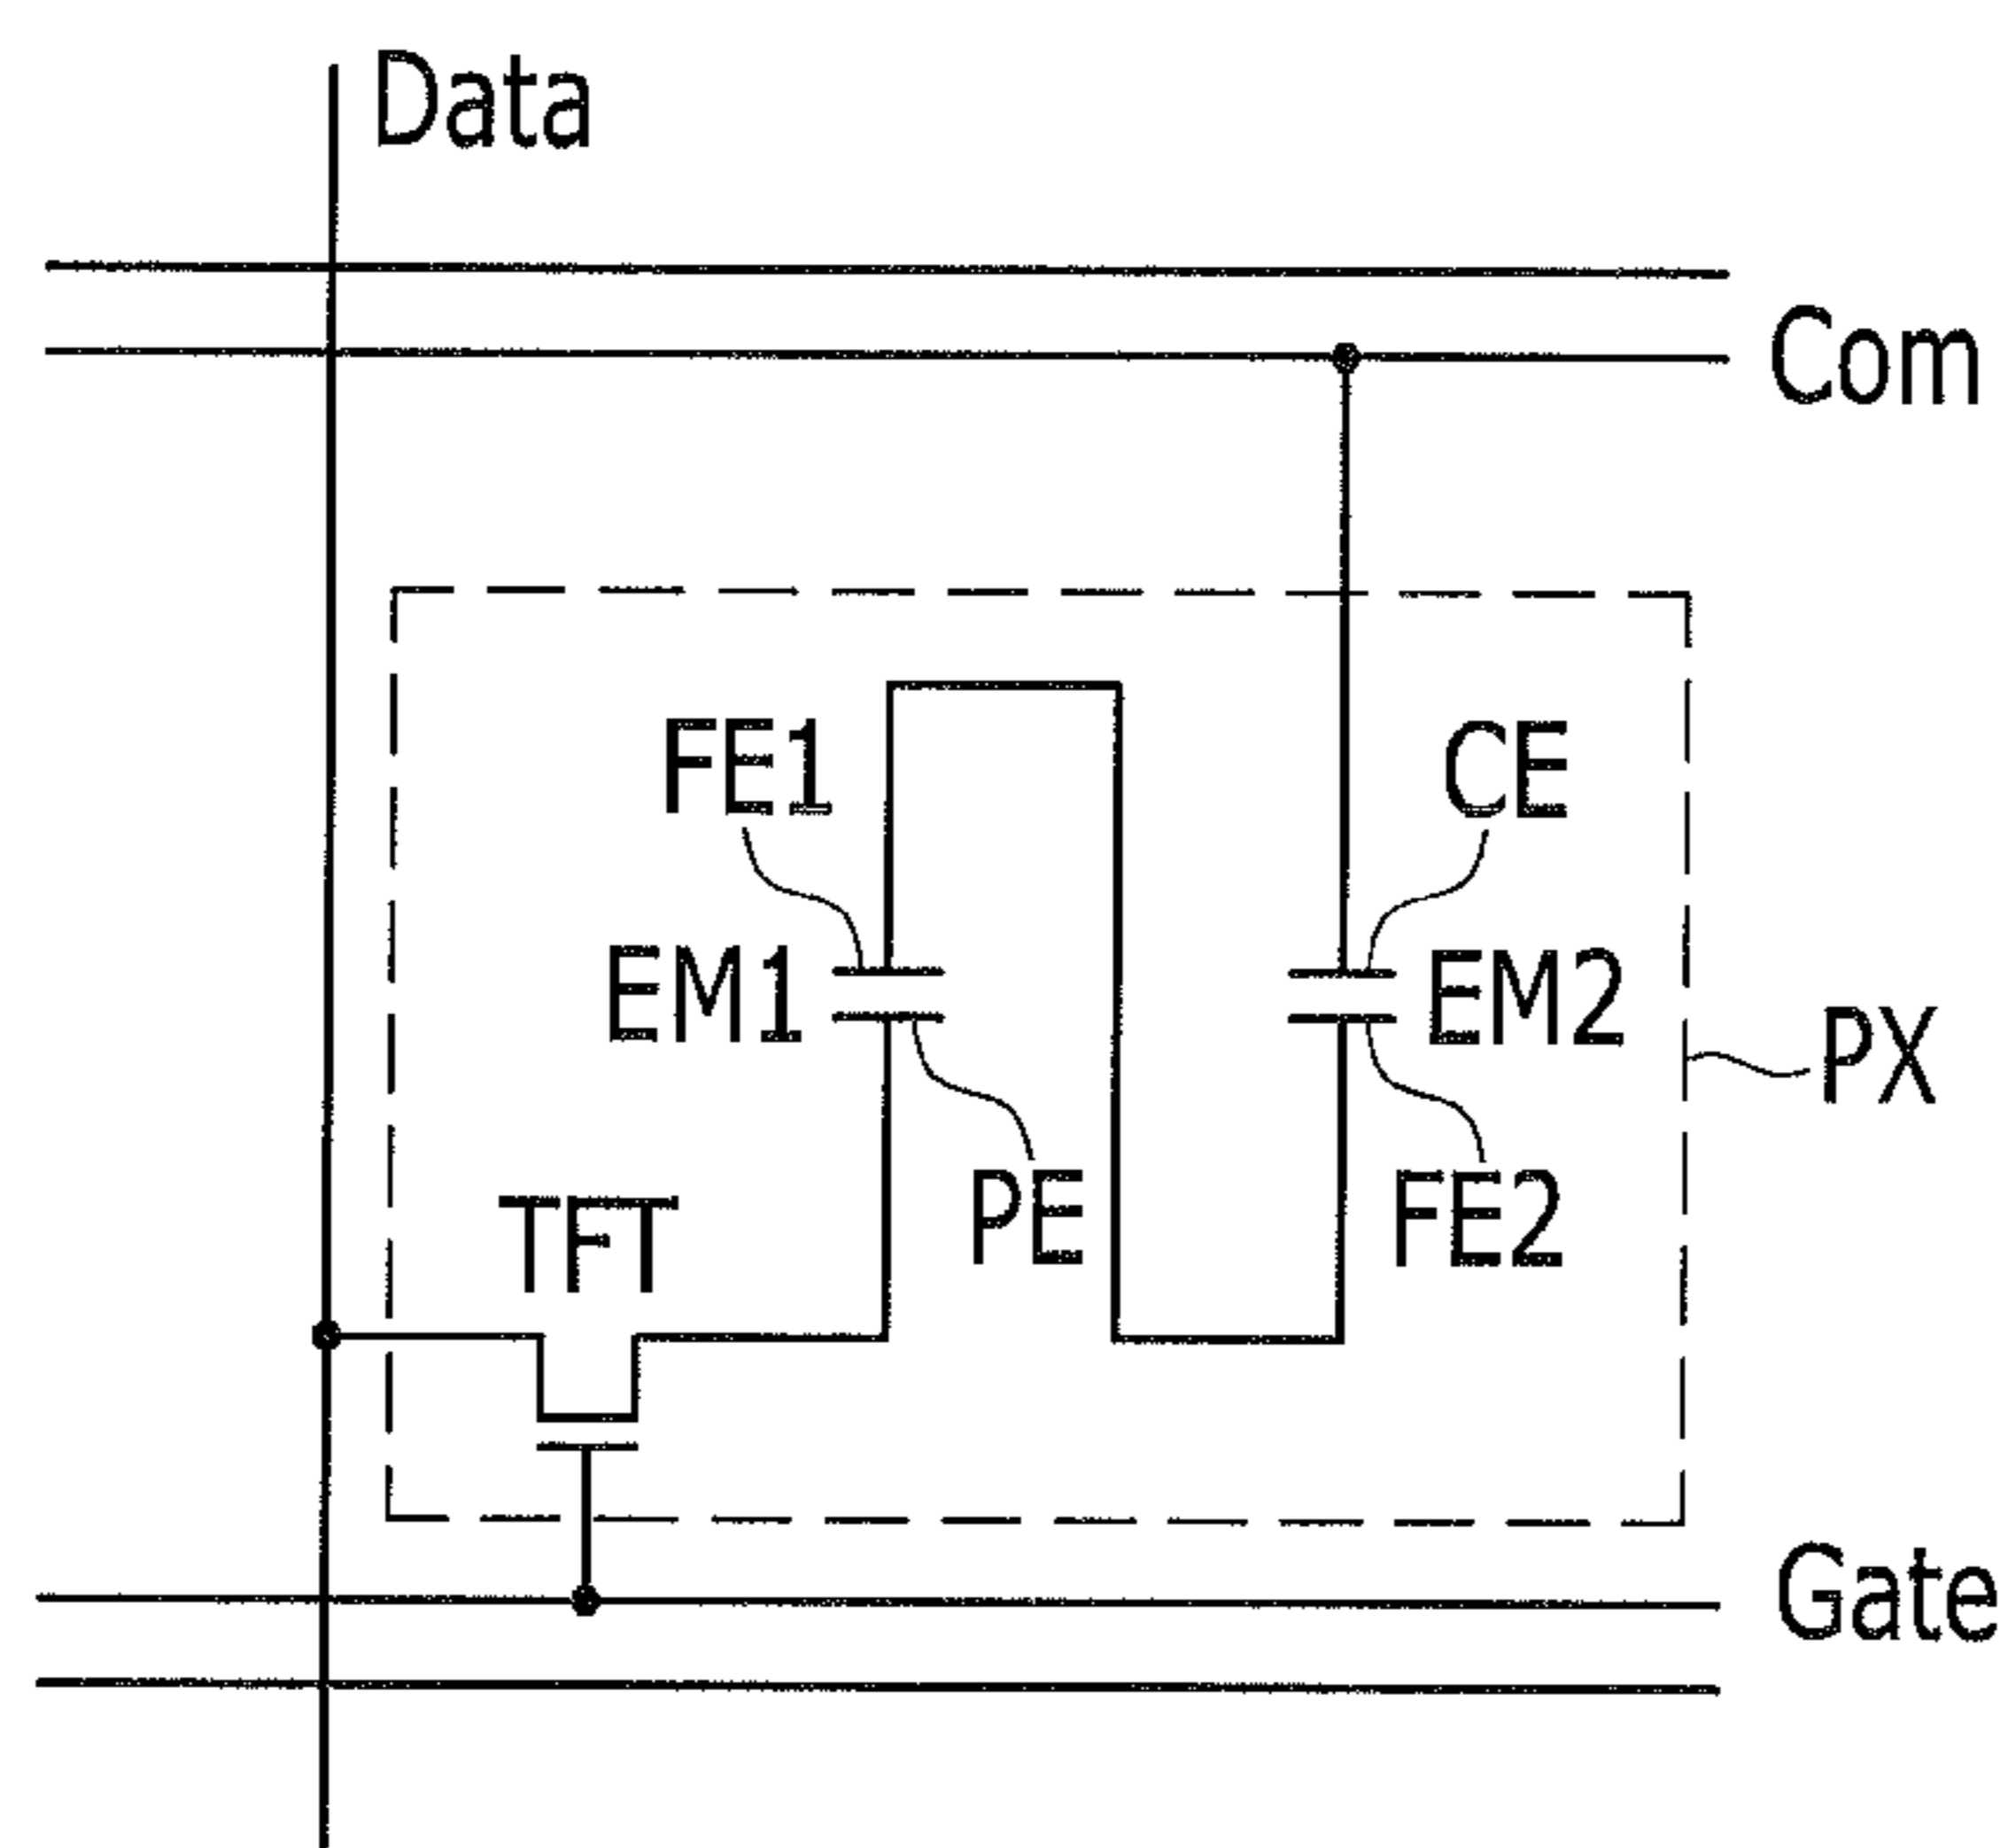 Data
Com
FE1
CE
EM1
EM2
PX
PE
FE2
TFT
Gate